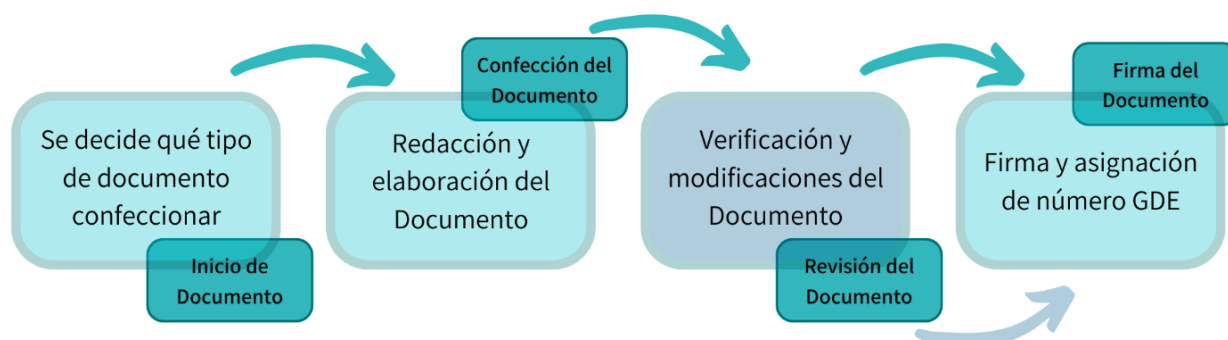 Se decide qué tipo
de documento
confeccionar
Inicio de
Documento
Confección del
Documento
Redacción y
elaboración del
Documento
Verificación y
modificaciones del
Documento
Revisión del
Documento
Firma del
Documento
Firma y asignación
de número GDE